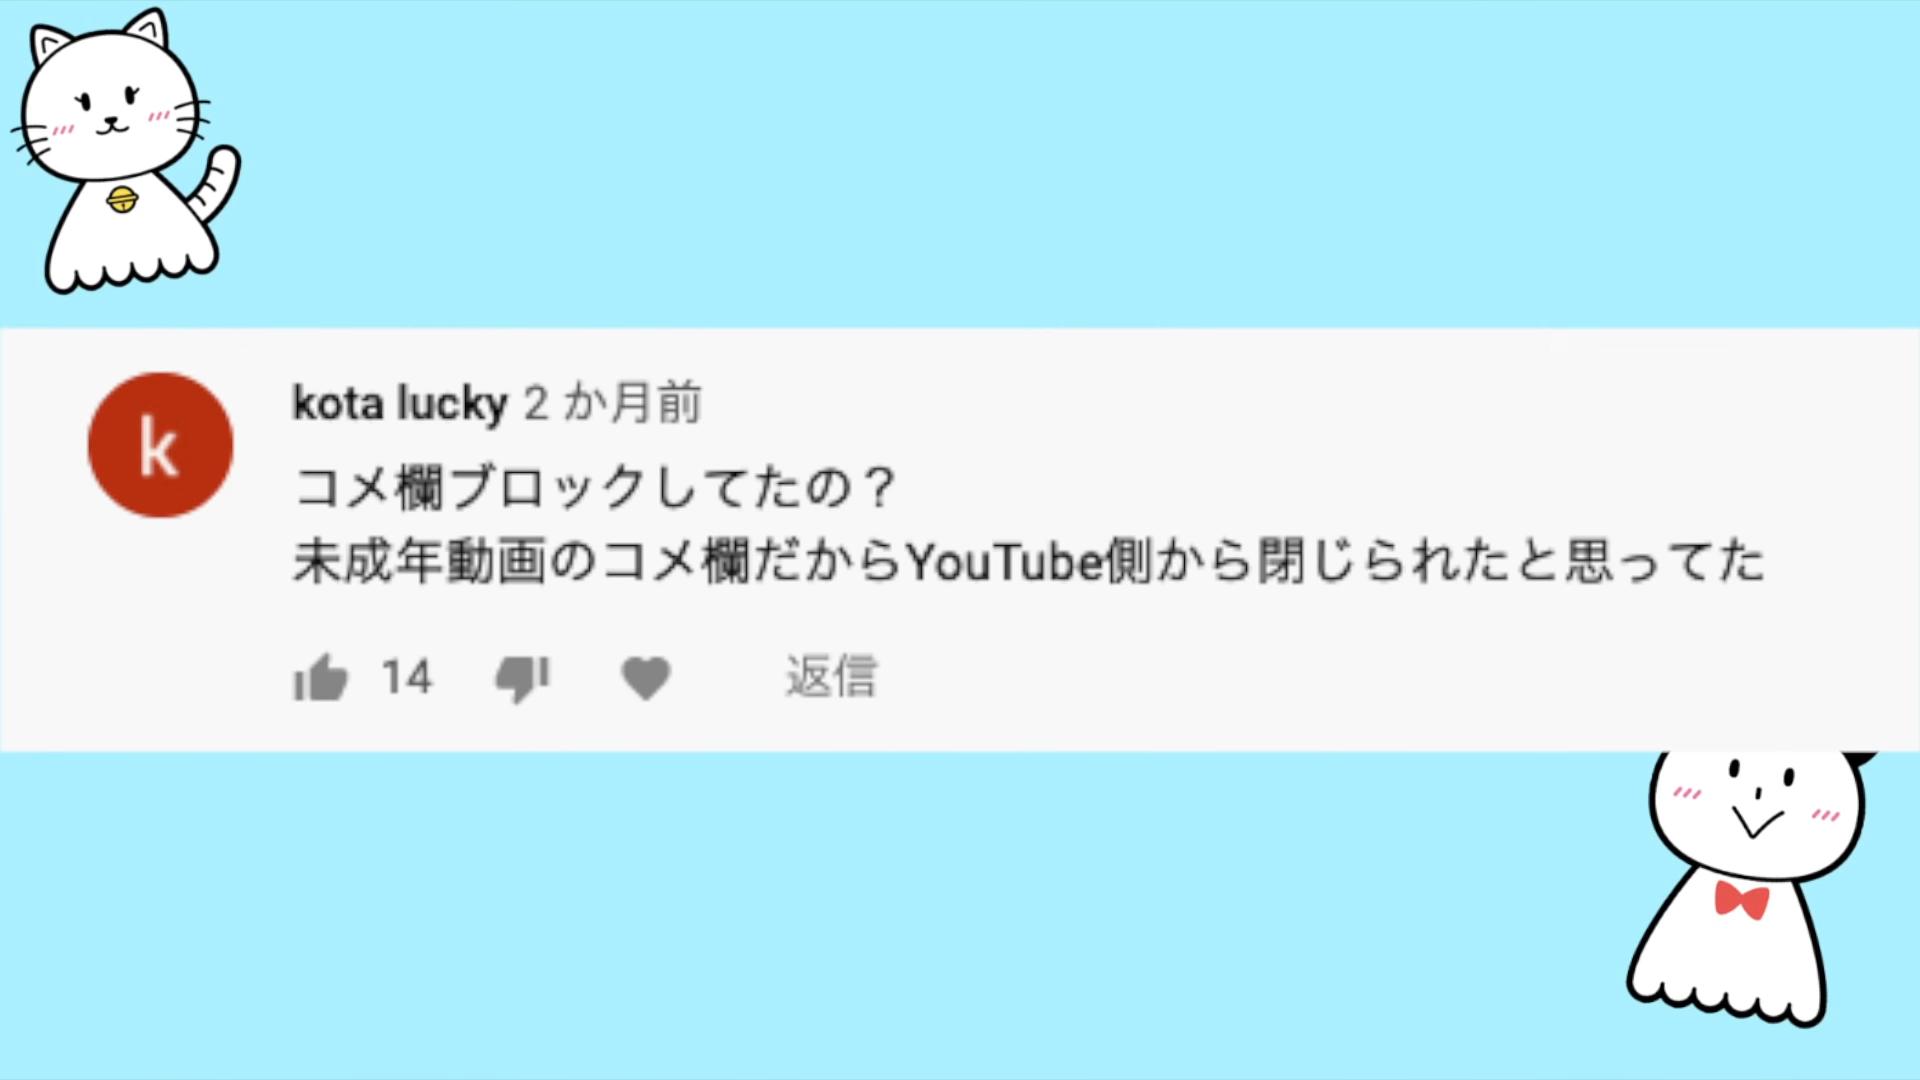 k
kota lucky 2 か月前
コメ欄ブロックしてたの？
未成年動画のコメ欄だからYouTube側から閉じられたと思ってた
14
返信